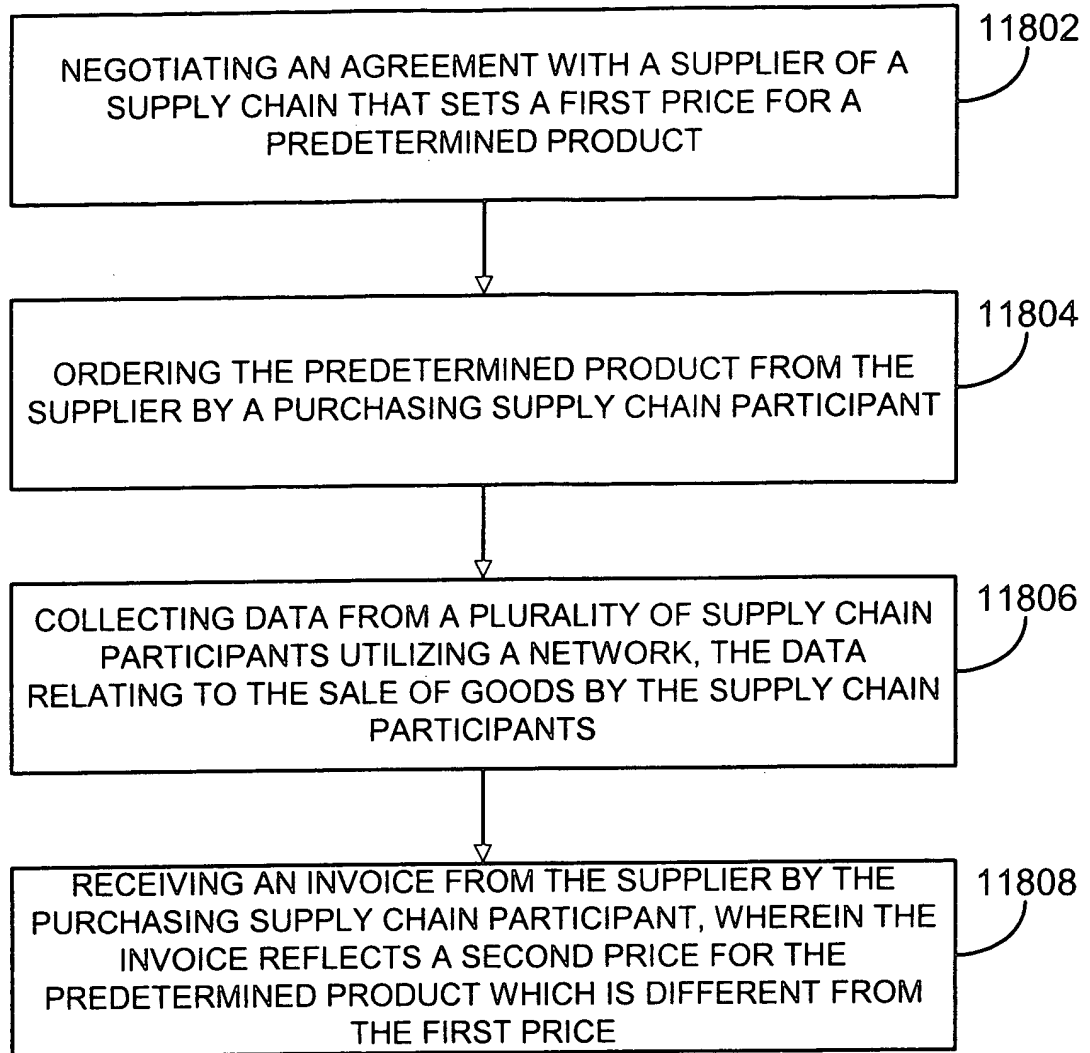 11802
NEGOTIATING AN AGREEMENT WITH A SUPPLIER OF A
SUPPLY CHAIN THAT SETS A FIRST PRICE FOR A
PREDETERMINED PRODUCT
11804
ORDERING THE PREDETERMINED PRODUCT FROM THE
SUPPLIER BY A PURCHASING SUPPLY CHAIN PARTICIPANT
11806
COLLECTING DATA FROM A PLURALITY OF SUPPLY CHAIN
PARTICIPANTS UTILIZING A NETWORK, THE DATA
RELATING TO THE SALE OF GOODS BY THE SUPPLY CHAIN
PARTICIPANTS
11808
RECEIVING AN INVOICE FROM THE SUPPLIER BY THE
PURCHASING SUPPLY CHAIN PARTICIPANT, WHEREIN THE
INVOICE REFLECTS A SECOND PRICE FOR THE
PREDETERMINED PRODUCT WHICH IS DIFFERENT FROM
THE FIRST PRICE